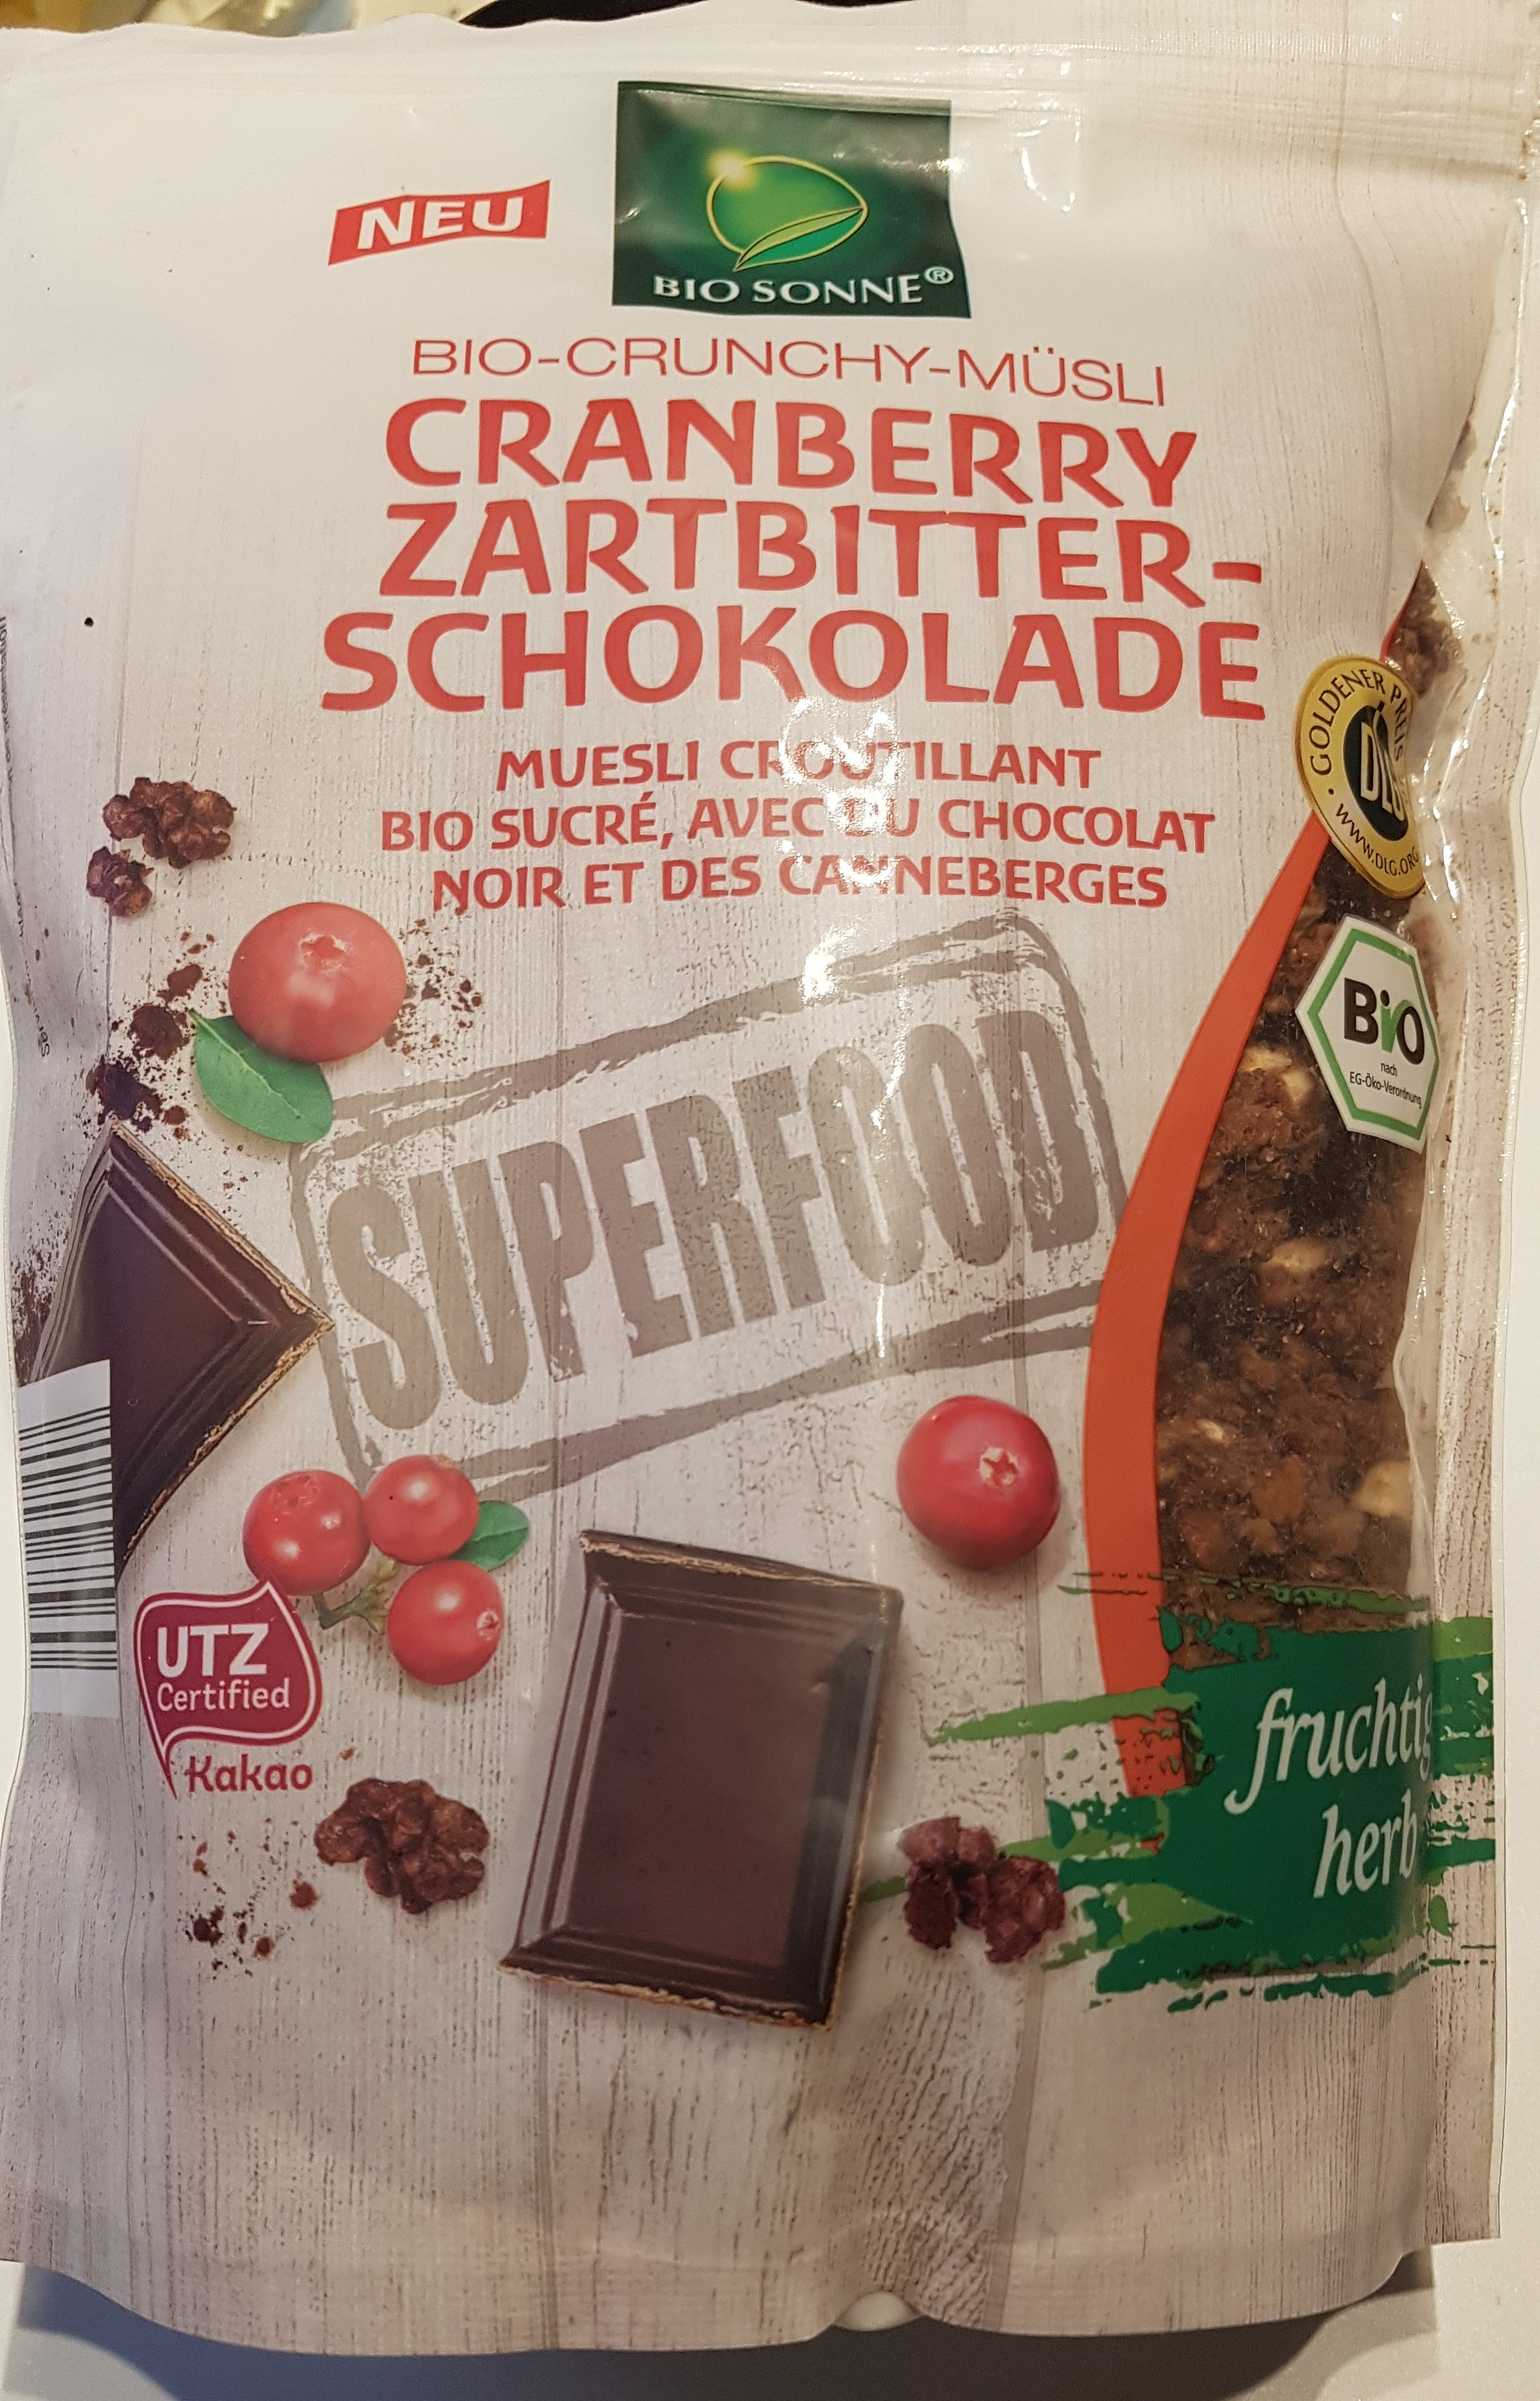 NEU
BIO SONNE®
BIO-CRUNCHY-MÜSLI
CRANBERRY
ZARTBITTER-
SCHOKOLADE
MUESLI CROUTILLANT
BIO SUCRÉ, AVEC DU CHOCOLAT
NOIR ET DES CANNEBERGES
GOLDENER PREIS
DLG
WWW.DLG.ORG
BiO
nach
EG-Öko-Verordnung
SUPERFOOD
UTZ
Certified
Kakao
fruchtig
herb